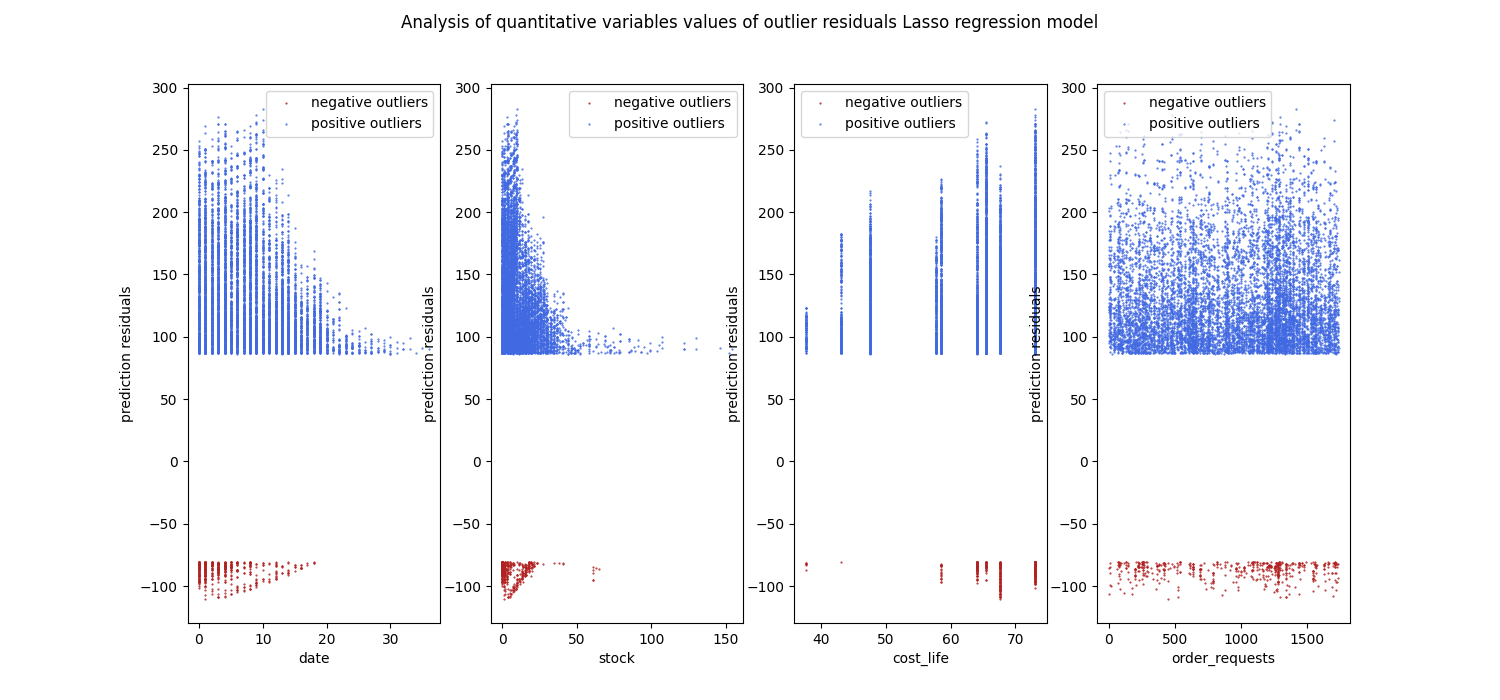 Analysis of quantitative variables values of outlier residuals Lasso regression model
prediction residuals
300
250
200
150
100
50
0
−50
−100
negative outliers
positive outliers
0 10 20 30
date
prediction residuals
300
250
200
150
100
50
0
−50
−100
negative outliers
positive outliers
0 50 100 150
stock
prediction residuals
300
250
200
150
100
50
0
−50
−100
negative outliers
positive outliers
40 50 60 70
cost_life
prediction residuals
300
250
200
150
100
50
0
−50
−100
negative outliers
positive outliers
0 500 1000 1500
order_requests